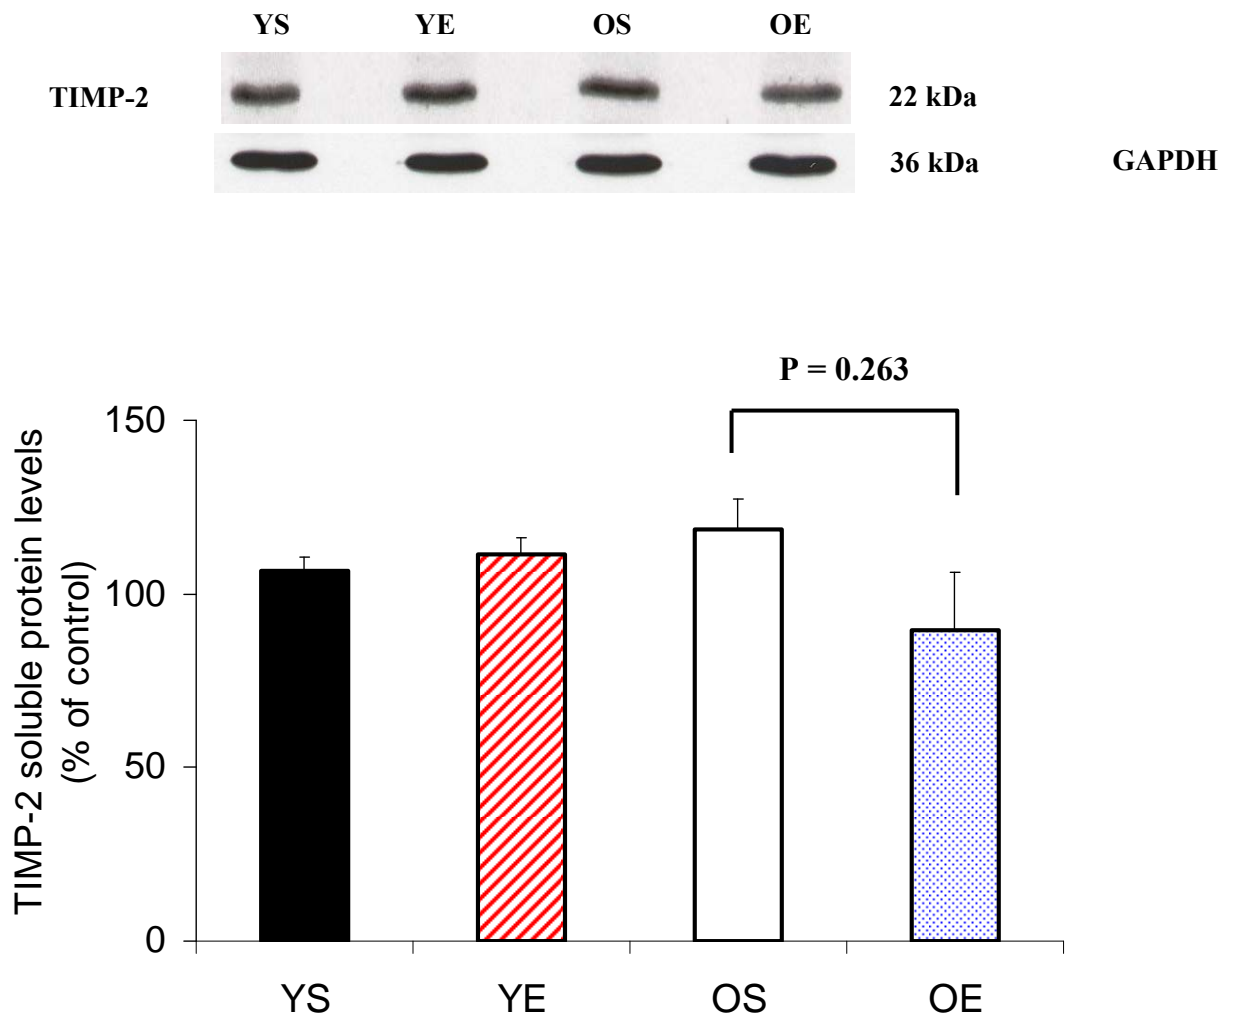 YS YE OS OE
TIMP-2 22 kDa
36 kDa GAPDH
P = 0.263
150
100
50
0
TIMP-2 soluble protein levels
(% of control)
YS YE OS OE